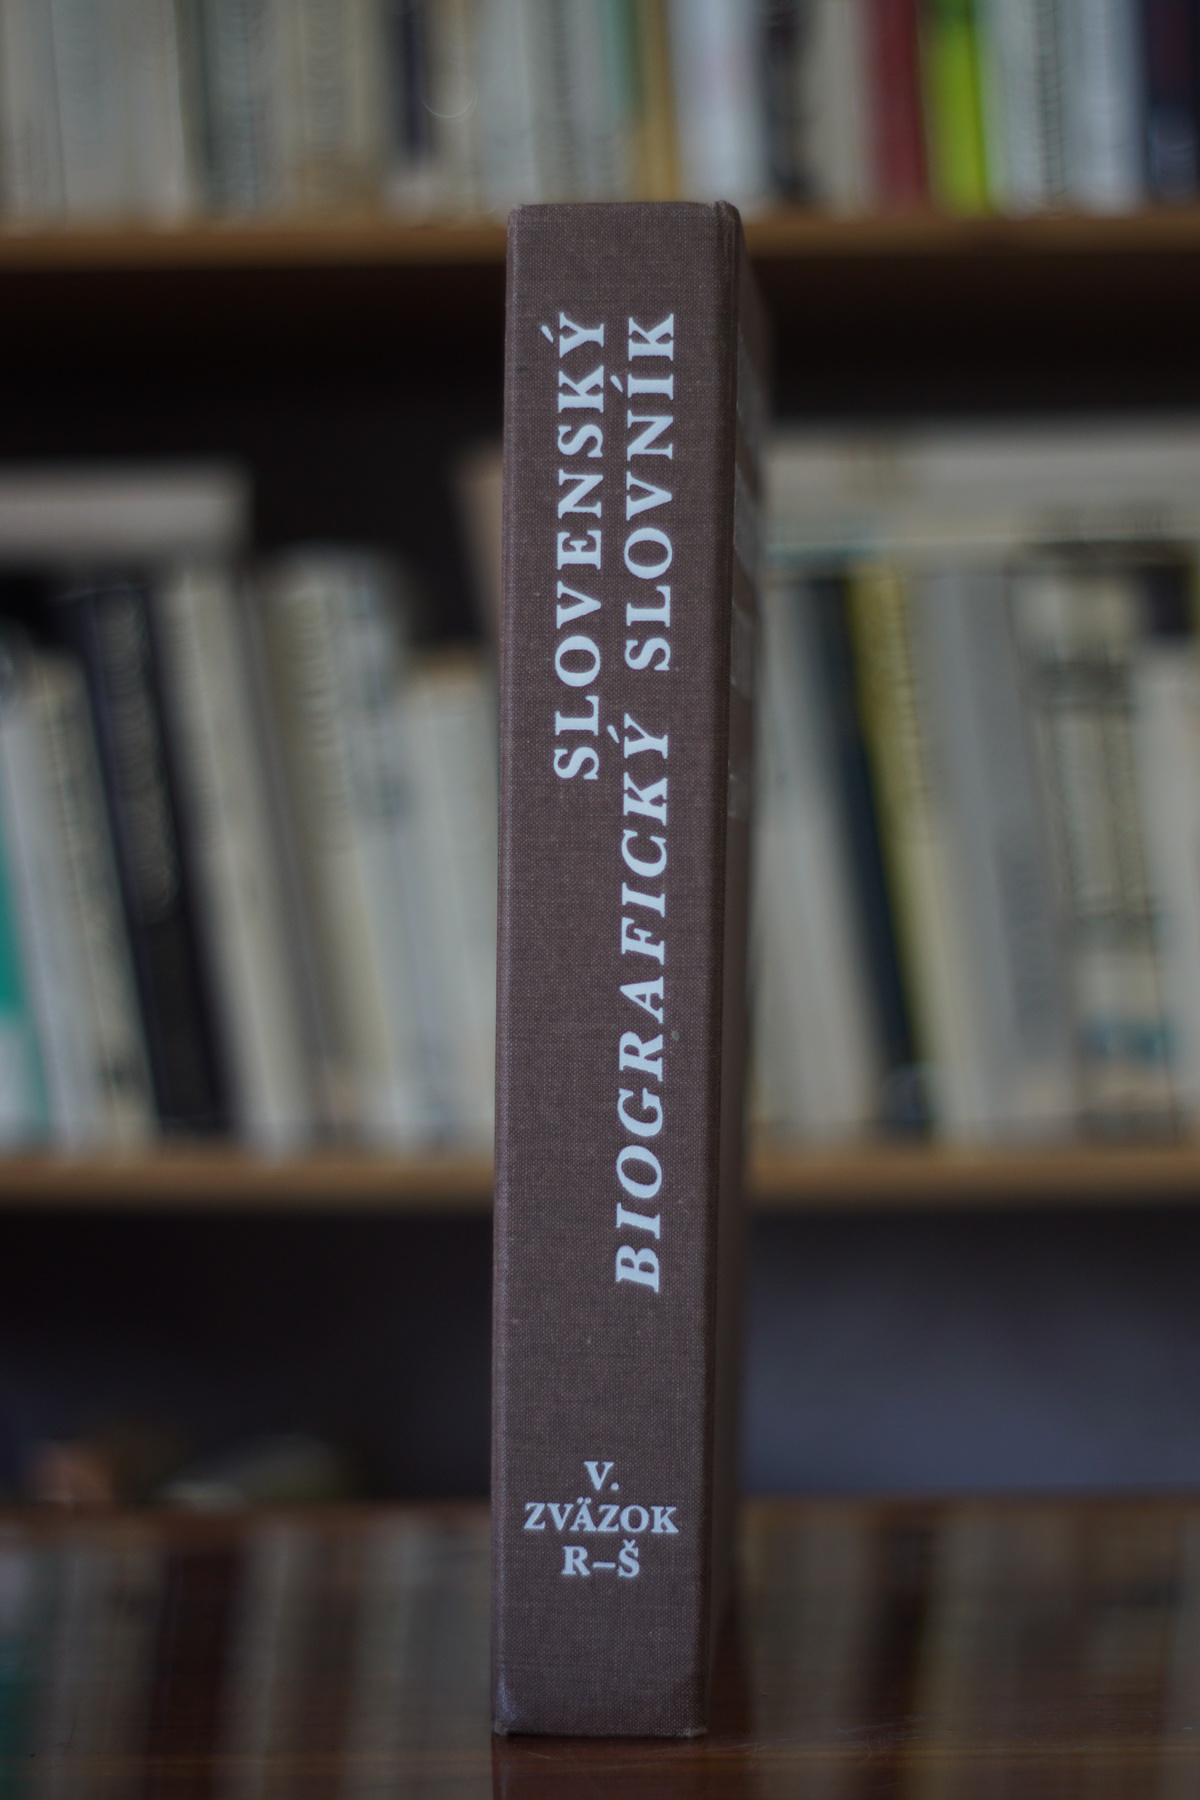 SLOVENSKÝ
BIOGRAFICKÝ SLOVNÍK
V.
ZVÄZOK
R–Š